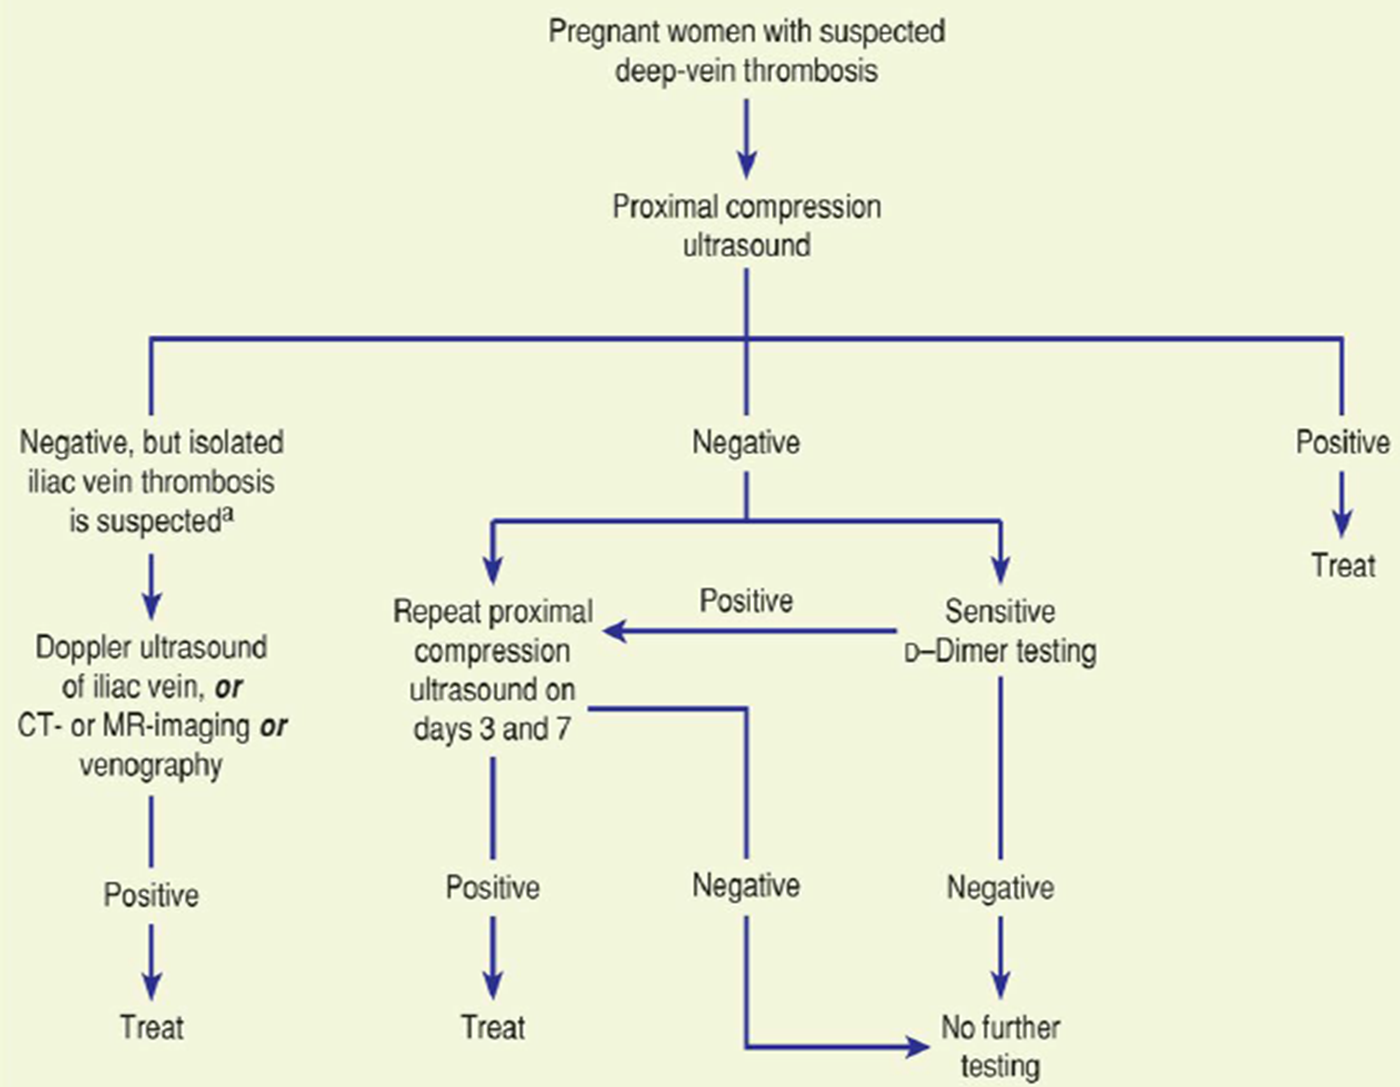 Pregnant women with suspected
deep-vein thrombosis
Proximal compression
ultrasound
Negative, but isolated
iliac vein thrombosis
is suspectedᵃ
Negative
Positive
Treat
Doppler ultrasound
of iliac vein, or
CT- or MR-imaging or
venography
Repeat proximal
compression
ultrasound on
days 3 and 7
Positive
Sensitive
D–Dimer testing
Positive
Positive
Negative
Negative
Treat
Treat
No further
testing